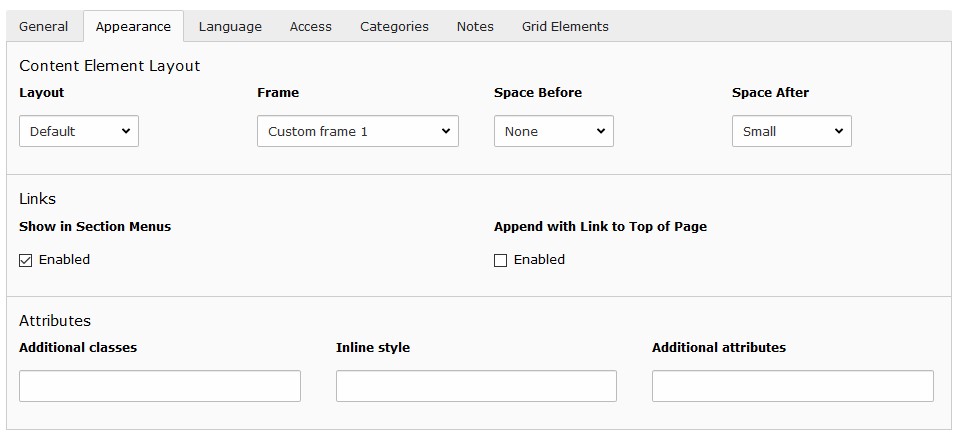 General Appearance Language Access Categories Notes Grid Elements
Content Element Layout
Layout Frame Space Before Space After
Default Custom frame 1 None Small
Links
Show in Section Menus Append with Link to Top of Page
Enabled Enabled
Attributes
Additional classes Inline style Additional attributes